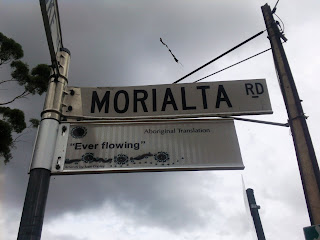 MORIALTA RD
Aboriginal Translation
"Ever flowing"